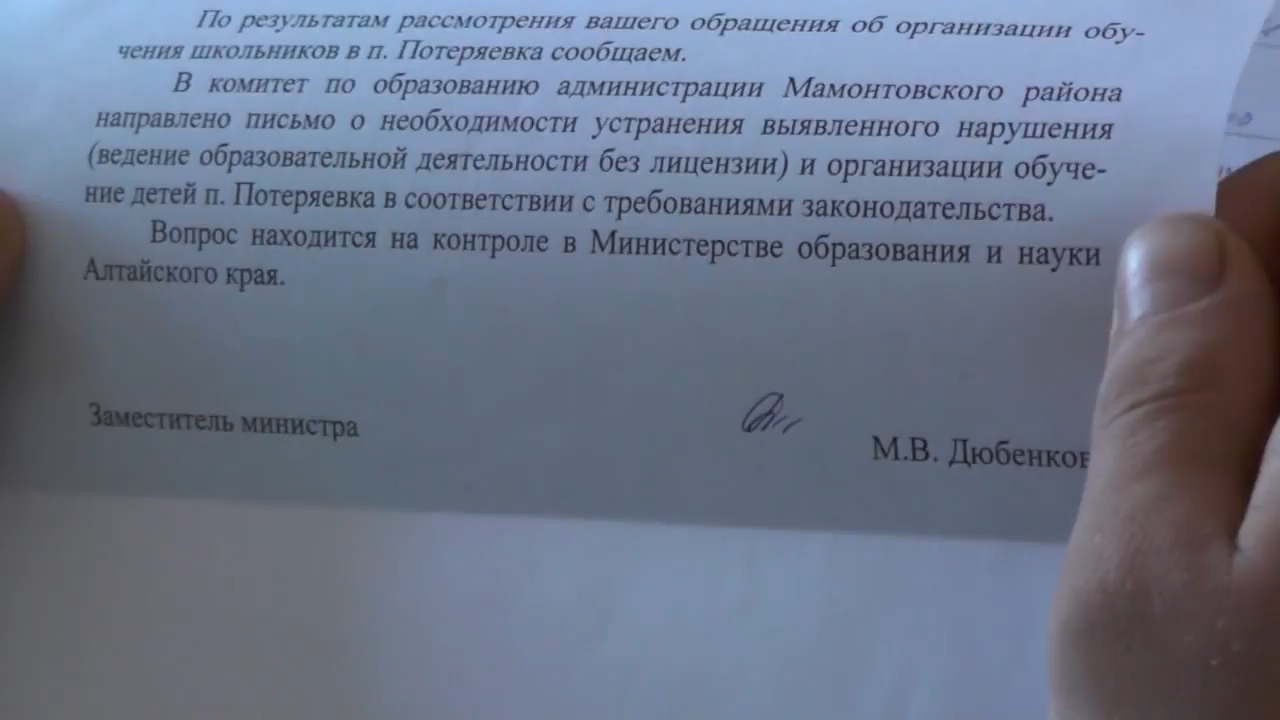 По результатам рассмотрения вашего обращения об организации обу-
чения школьников в п. Потеряевка сообщаем.
В комитет по образованию администрации Мамонтовского района
направлено письмо о необходимости устранения выявленного нарушения
(ведение образовательной деятельности без лицензии) и организации обуче-
ние детей п. Потеряевка в соответствии с требованиями законодательства.
Вопрос находится на контроле в Министерстве образования и науки
Алтайского края.
Заместитель министра
М.В. Дюбенков